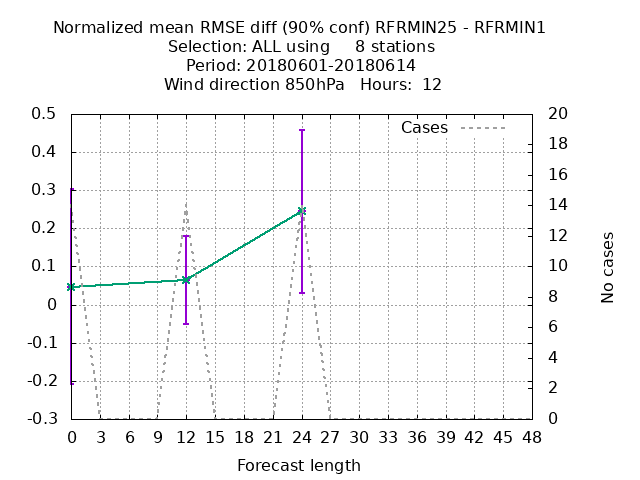 Normalized mean RMSE diff (90% conf) RFRMIN25 - RFRMIN1
Selection: ALL using     8 stations
Period: 20180601-20180614
Wind direction 850hPa   Hours:  12
Cases
0.5
0.4
0.3
0.2
0.1
0
-0.1
-0.2
-0.3
20
18
16
14
12
10
8
6
4
2
0
No cases
0 3 6 9 12 15 18 21 24 27 30 33 36 39 42 45 48
Forecast length